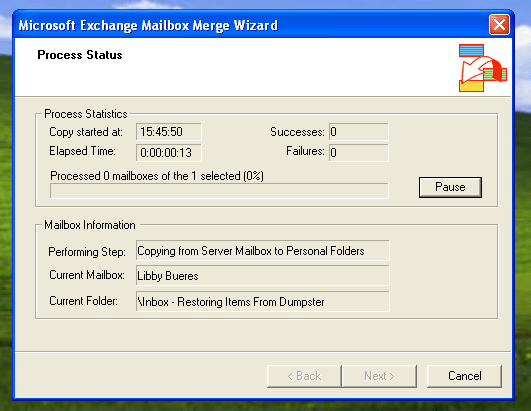 Microsoft Exchange Mailbox Merge Wizard
Process Status
Process Statistics
Copy started at: 15:45:50 Successes: 0
Elapsed Time: 0:00:00:13 Failures: 0
Processed 0 mailboxes of the 1 selected (0%)
Pause
Mailbox Information
Performing Step: Copying from Server Mailbox to Personal Folders
Current Mailbox: Libby Bueres
Current Folder: \Inbox - Restoring Items From Dumpster
< Back Next > Cancel